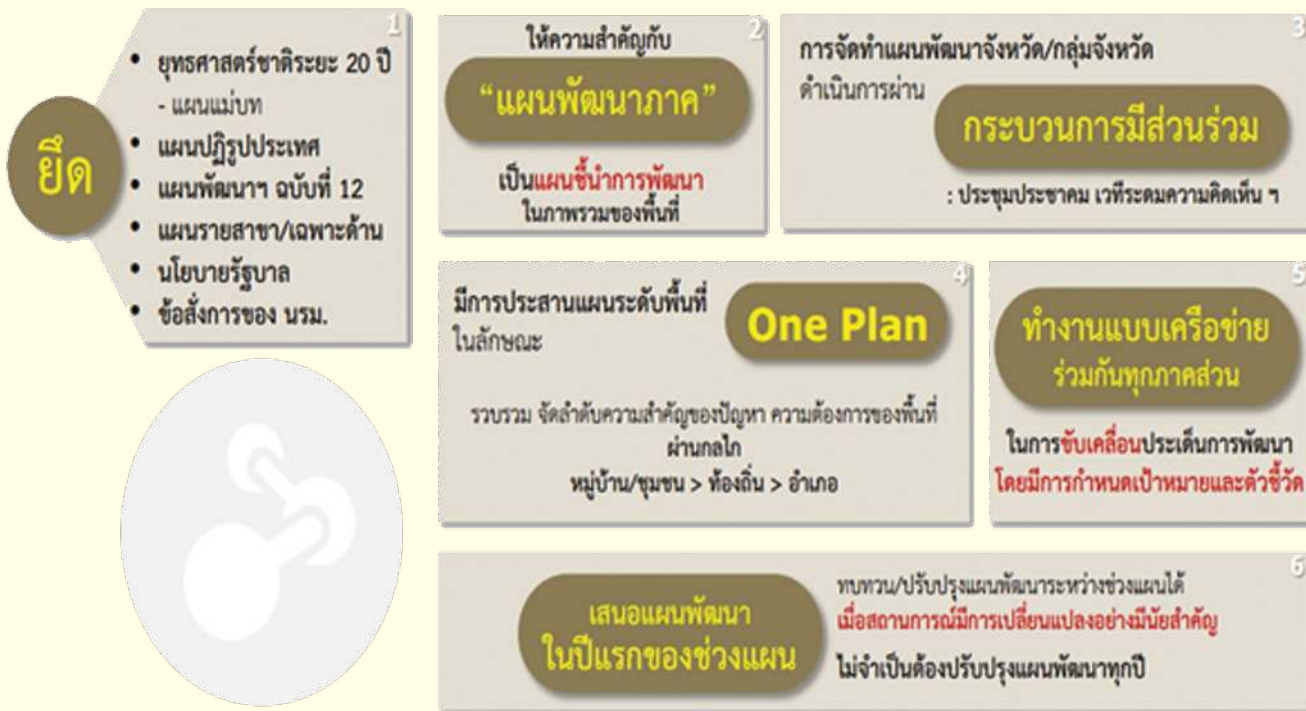 1
ยึด
• ยุทธศาสตร์ชาติระยะ 20 ปี
- แผนแม่บท
• แผนปฏิรูปประเทศ
• แผนพัฒนาฯ ฉบับที่ 12
• แผนรายสาขา/เฉพาะด้าน
• นโยบายรัฐบาล
• ข้อสั่งการของ นรม.
2
ให้ความสำคัญกับ
“แผนพัฒนาภาค”
เป็นแผนชี้นำการพัฒนา
ในภาพรวมของพื้นที่
3
การจัดทำแผนพัฒนาจังหวัด/กลุ่มจังหวัด
ดำเนินการผ่าน
กระบวนการมีส่วนร่วม
: ประชุมประชาคม เวทีระดมความคิดเห็น ฯ
4
มีการประสานแผนระดับพื้นที่
ในลักษณะ
One Plan
รวบรวม จัดลำดับความสำคัญของปัญหา ความต้องการของพื้นที่
ผ่านกลไก
หมู่บ้าน/ชุมชน > ท้องถิ่น > อำเภอ
5
ทำงานแบบเครือข่าย
ร่วมกันทุกภาคส่วน
ในการขับเคลื่อนประเด็นการพัฒนา
โดยมีการกำหนดเป้าหมายและตัวชี้วัด
6
เสนอแผนพัฒนา
ในปีแรกของช่วงแผน
ทบทวน/ปรับปรุงแผนพัฒนาระหว่างช่วงแผนได้
เมื่อสถานการณ์มีการเปลี่ยนแปลงอย่างมีนัยสำคัญ
ไม่จำเป็นต้องปรับปรุงแผนพัฒนาทุกปี